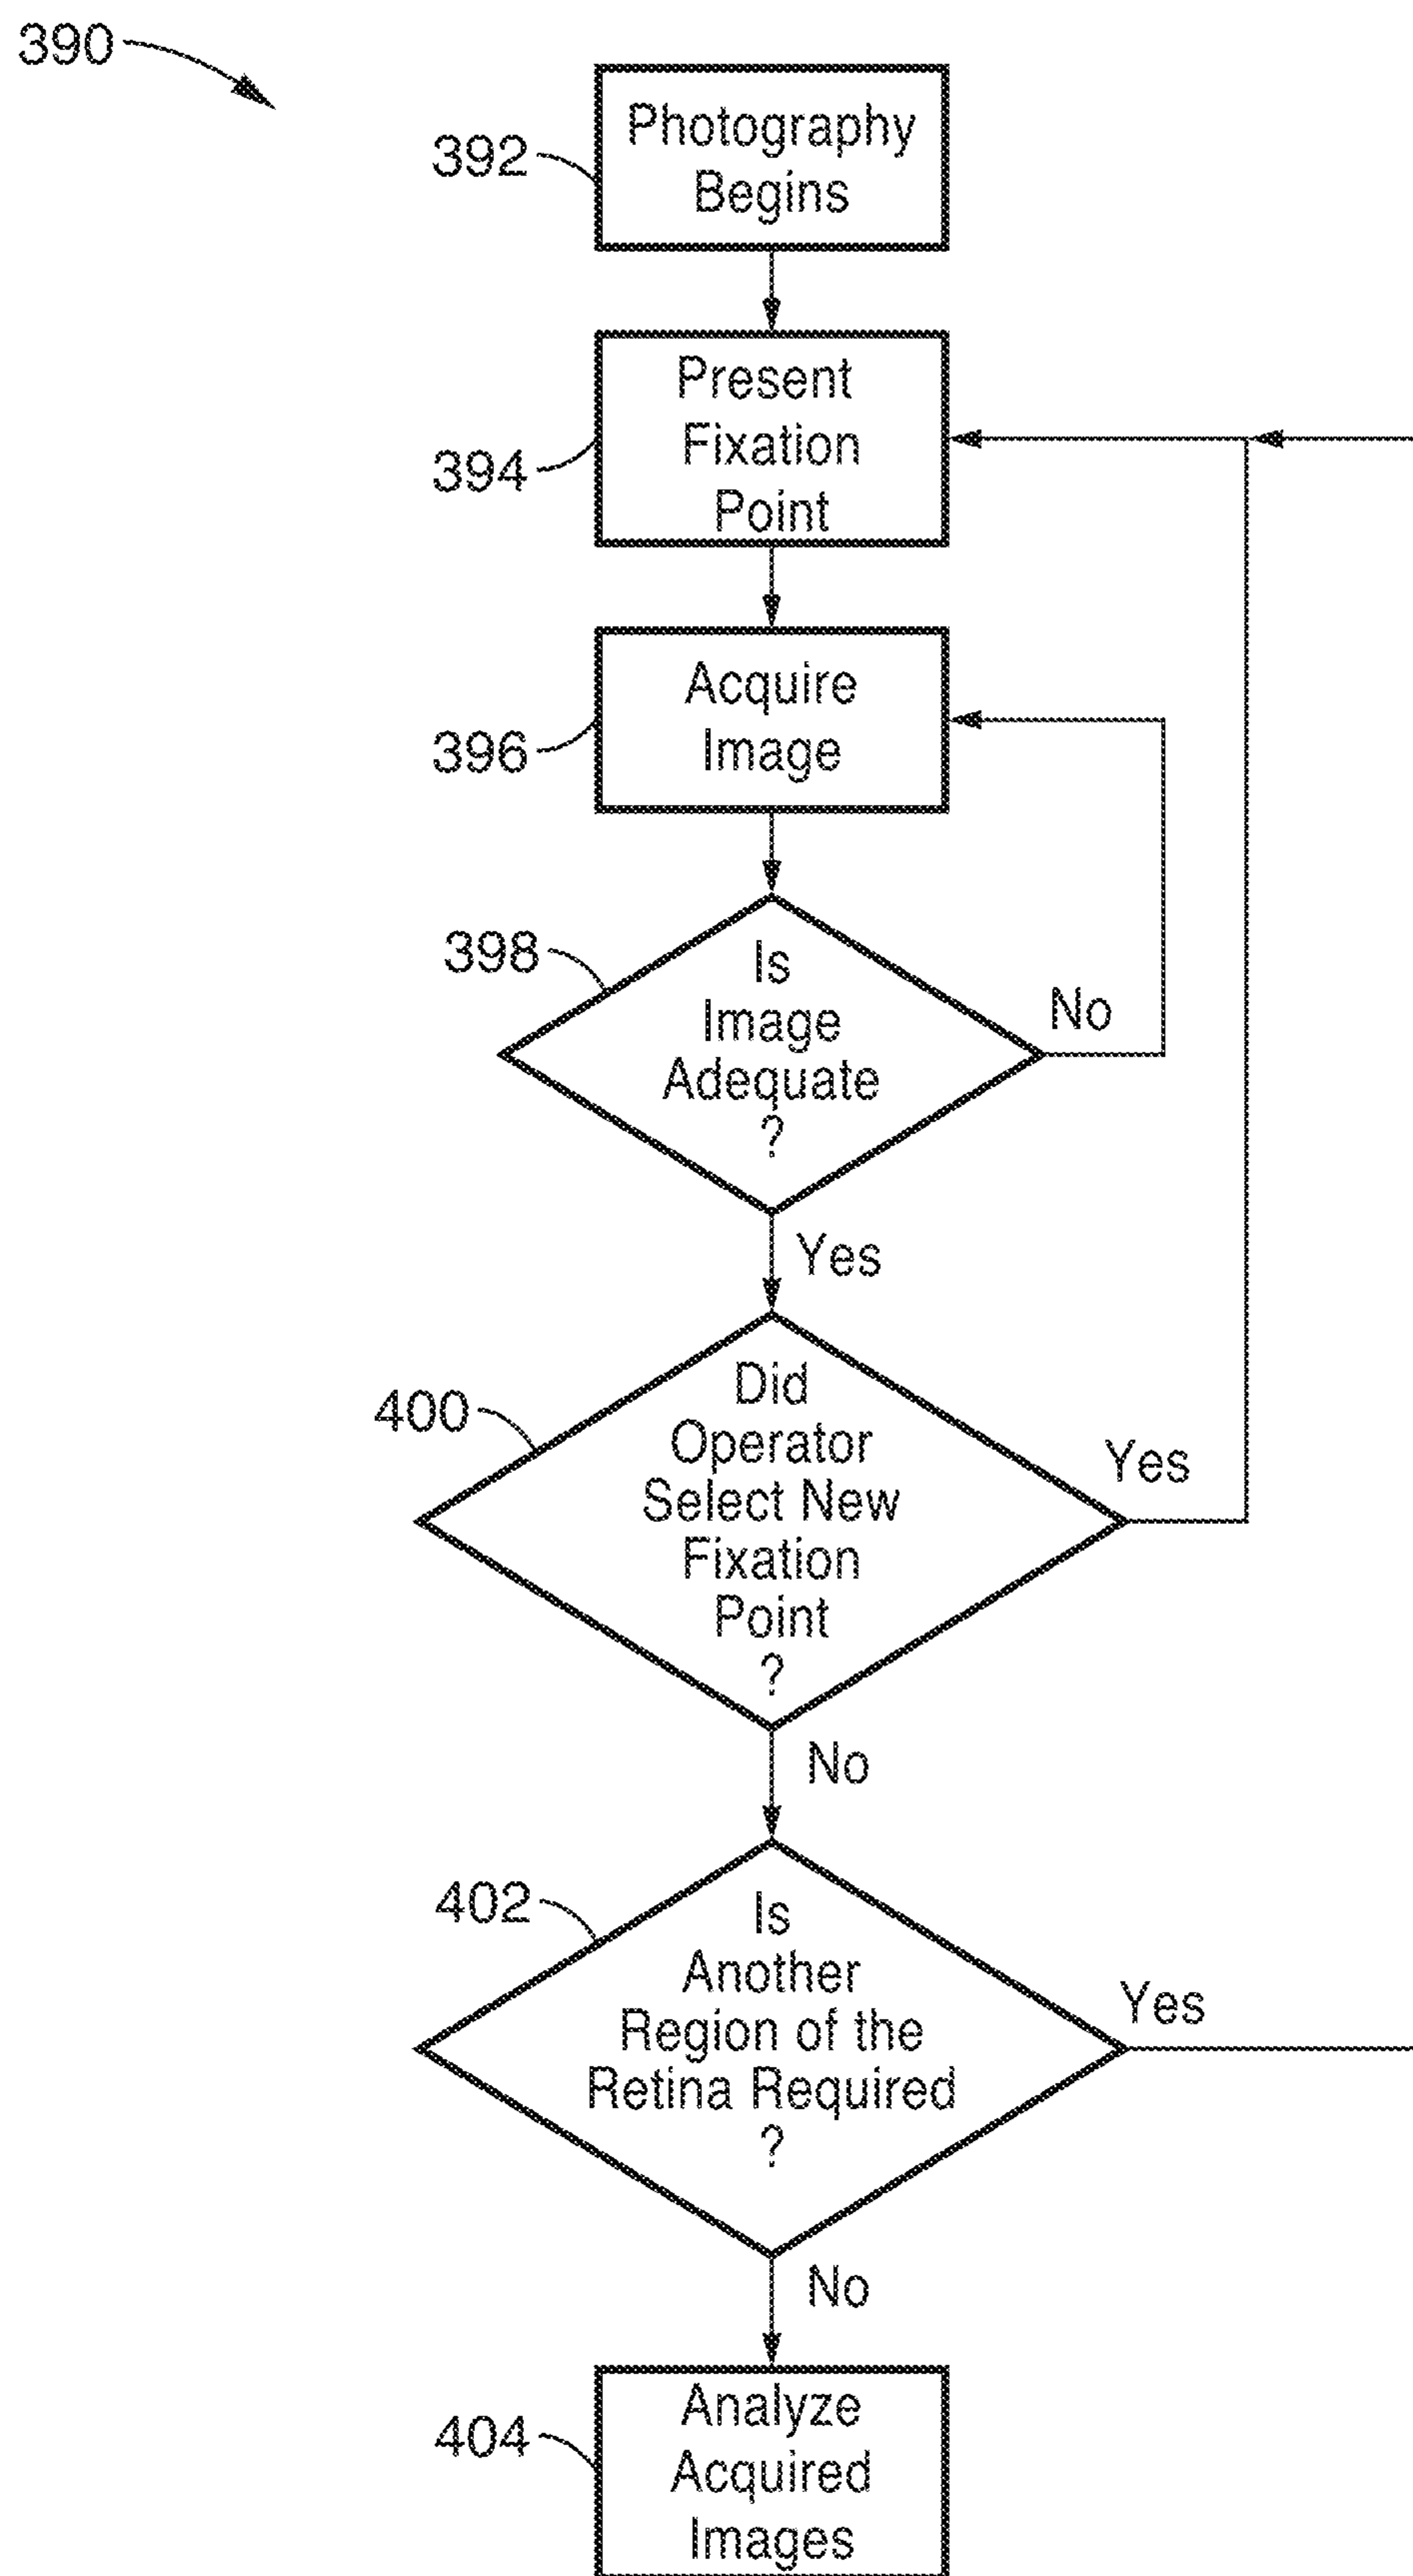 390
392
Photography
Begins
394
Present
Fixation
Point
396
Acquire
Image
398
Is
Image
Adequate
?
No
Yes
400
Did
Operator
Select New
Fixation
Point
?
Yes
No
402
Is
Another
Region of the
Retina Required
?
Yes
No
404
Analyze
Acquired
Images